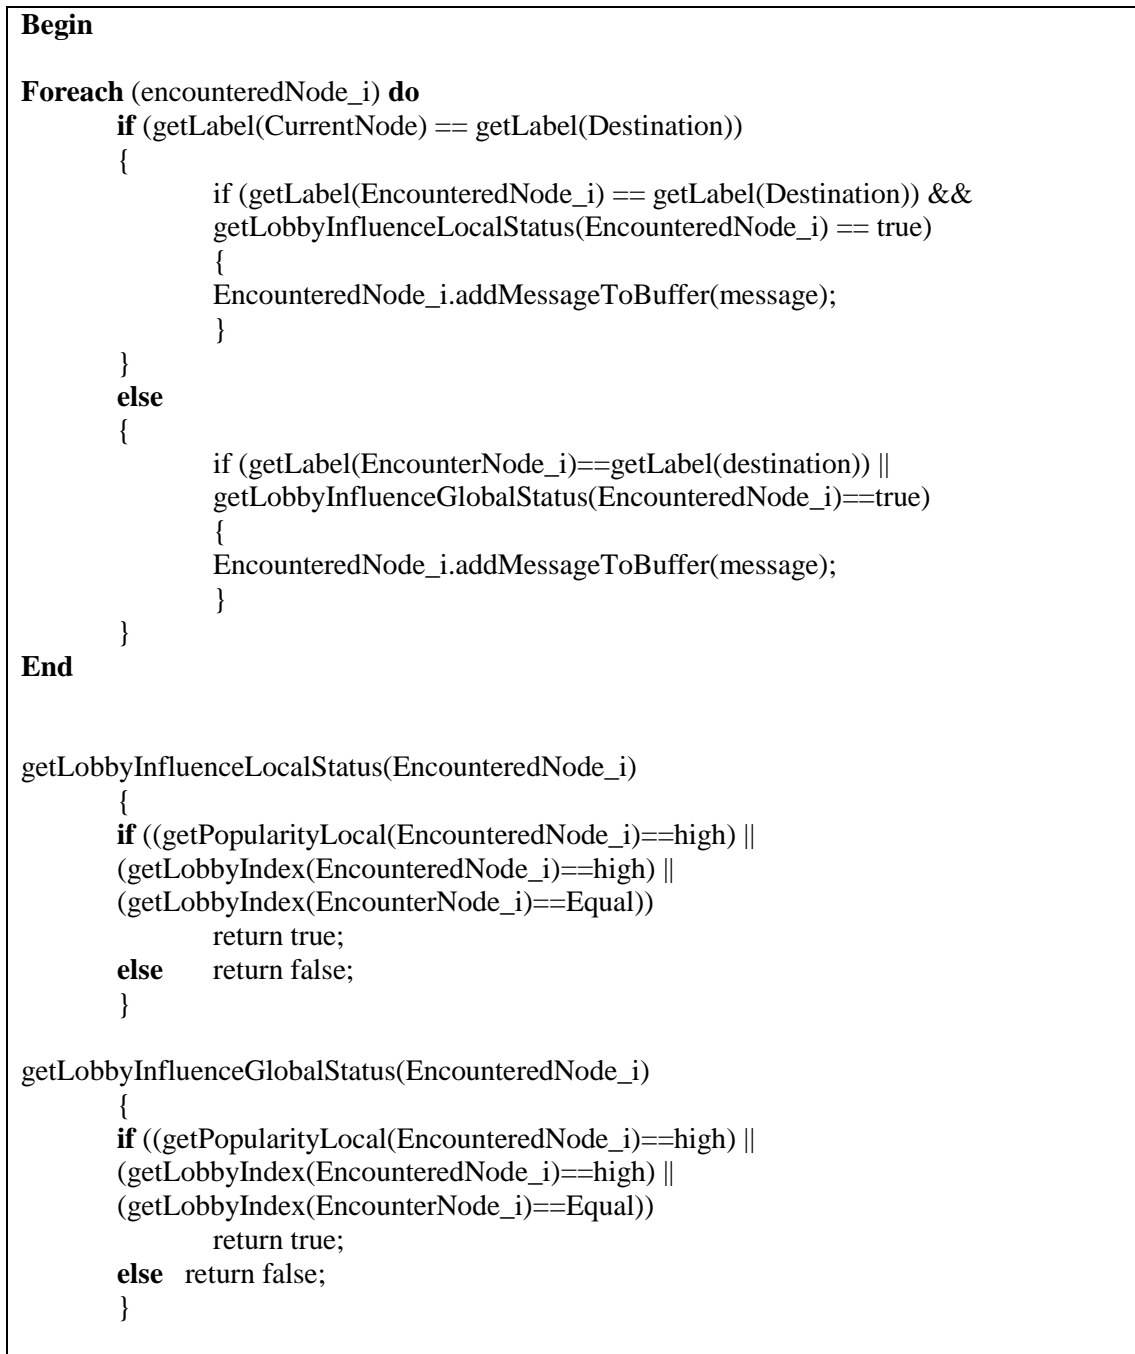 Begin
Foreach (encounteredNode_i) do
if (getLabel(CurrentNode) == getLabel(Destination))
{
if (getLabel(EncounteredNode_i) == getLabel(Destination)) &&
getLobbyInfluenceLocalStatus(EncounteredNode_i) == true)
{
EncounteredNode_i.addMessageToBuffer(message);
}
}
else
{
if (getLabel(EncounterNode_i)==getLabel(destination)) ||
getLobbyInfluenceGlobalStatus(EncounteredNode_i)==true)
{
EncounteredNode_i.addMessageToBuffer(message);
}
}
End
getLobbyInfluenceLocalStatus(EncounteredNode_i)
{
if ((getPopularityLocal(EncounteredNode_i)==high) ||
(getLobbyIndex(EncounteredNode_i)==high) ||
(getLobbyIndex(EncounterNode_i)==Equal))
return true;
else return false;
}
getLobbyInfluenceGlobalStatus(EncounteredNode_i)
{
if ((getPopularityLocal(EncounteredNode_i)==high) ||
(getLobbyIndex(EncounteredNode_i)==high) ||
(getLobbyIndex(EncounterNode_i)==Equal))
return true;
else return false;
}